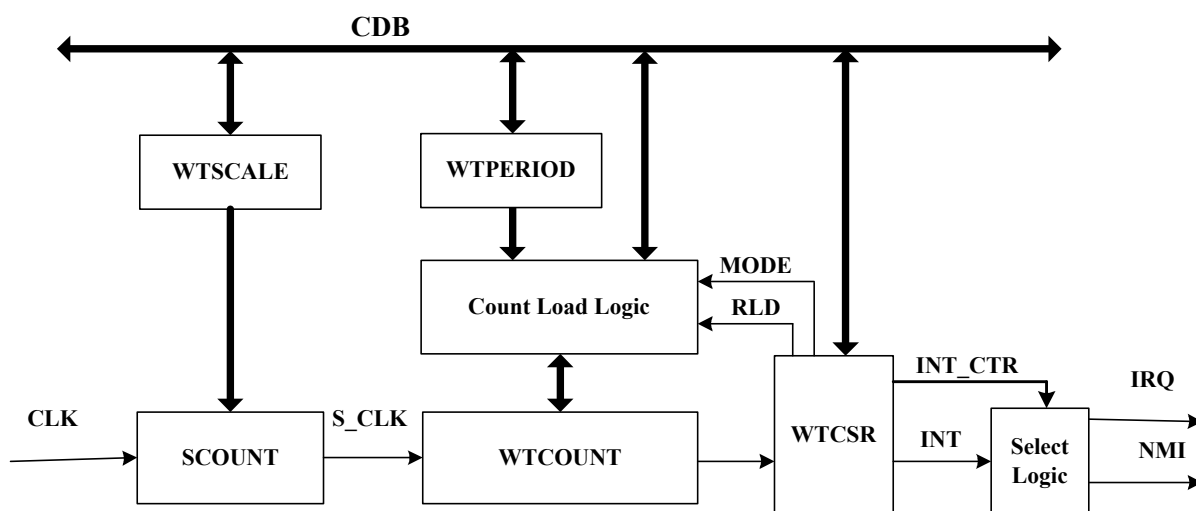 CDB
WTSCALE
WTPERIOD
MODE
Count Load Logic
RLD
INT_CTR
IRQ
CLK
S_CLK
SCOUNT
WTCOUNT
WTCSR
INT
Select
Logic
NMI